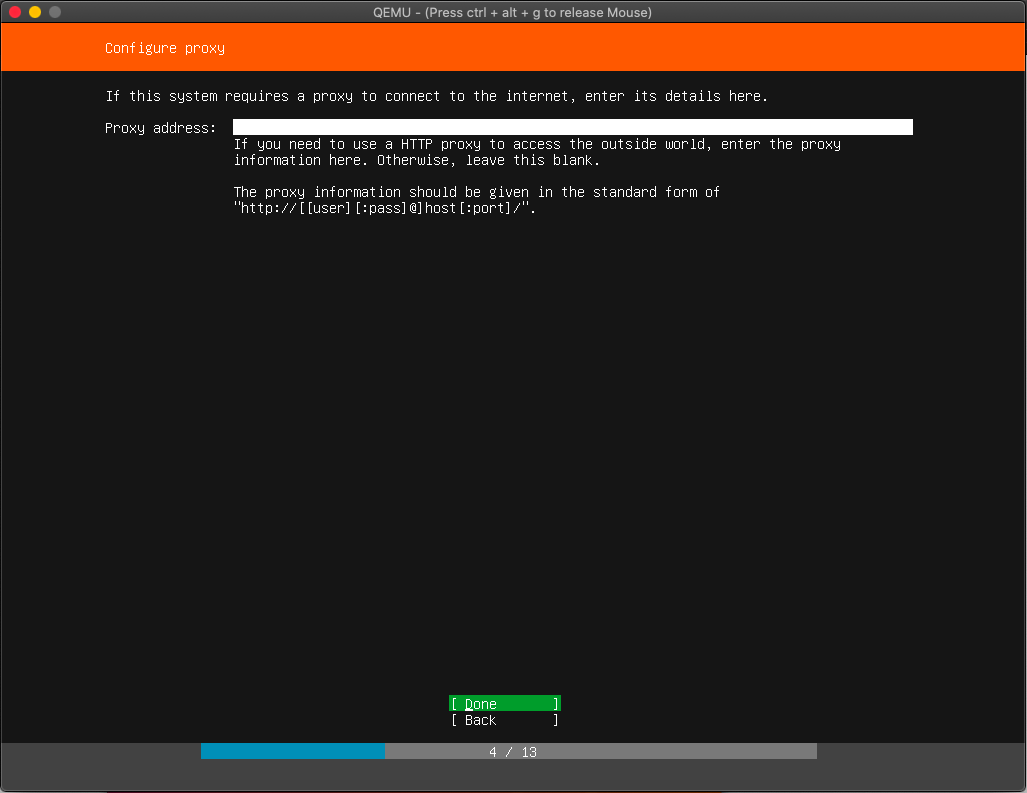 QEMU - (Press ctrl + alt + g to release Mouse)
Configure proxy
If this system requires a proxy to connect to the internet, enter its details here.
Proxy address:
If you need to use a HTTP proxy to access the outside world, enter the proxy
information here. Otherwise, leave this blank.
The proxy information should be given in the standard form of
"http://[[user][:pass]@]host[:port]/".
[ Done ]
[ Back ]
4 / 13